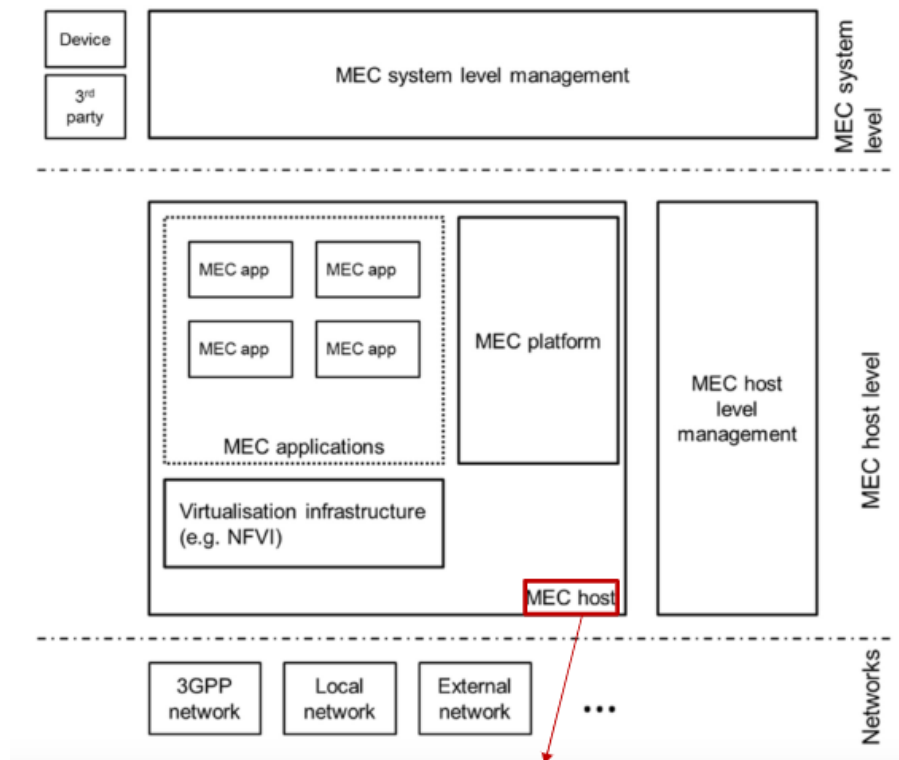 Device
3rd
party
MEC system level management
MEC system
level
MEC app
MEC app
MEC app
MEC app
MEC applications
MEC platform
Virtualisation infrastructure
(e.g. NFVI)
MEC host
MEC host
level
management
MEC host level
3GPP
network
Local
network
External
network
...
Networks